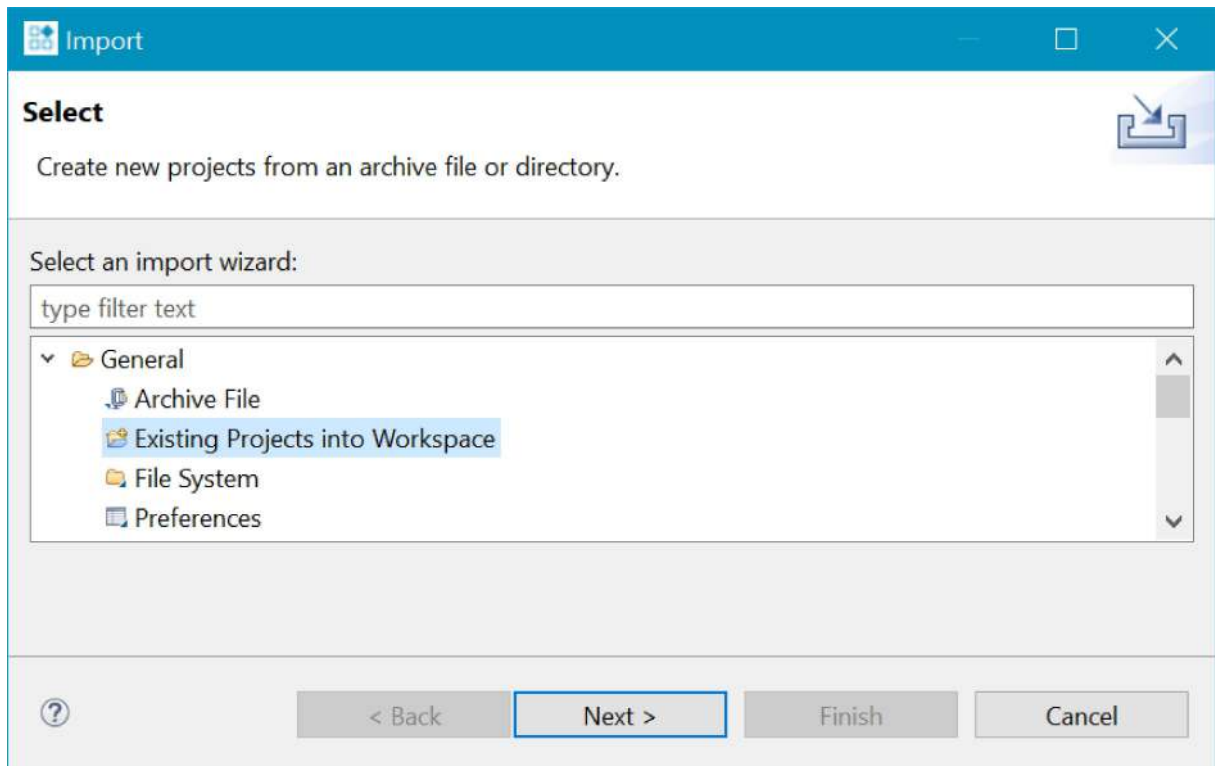 Import
Select
Create new projects from an archive file or directory.
Select an import wizard:
type filter text
General
Archive File
Existing Projects into Workspace
File System
Preferences
? < Back Next > Finish Cancel